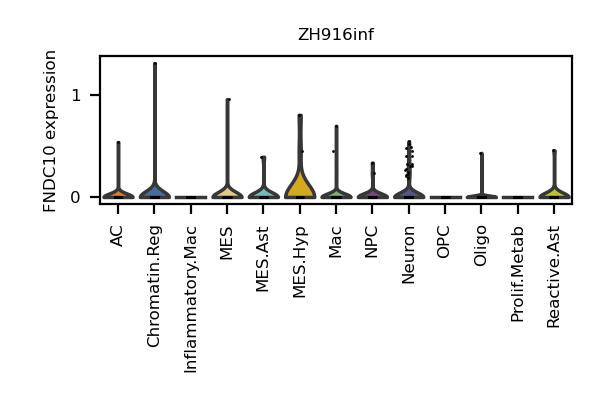 ZH916inf
FNDC10 expression
1
0
AC
Chromatin.Reg
Inflammatory.Mac
MES
MES.Ast
MES.Hyp
Mac
NPC
Neuron
OPC
Oligo
Prolif.Metab
Reactive.Ast